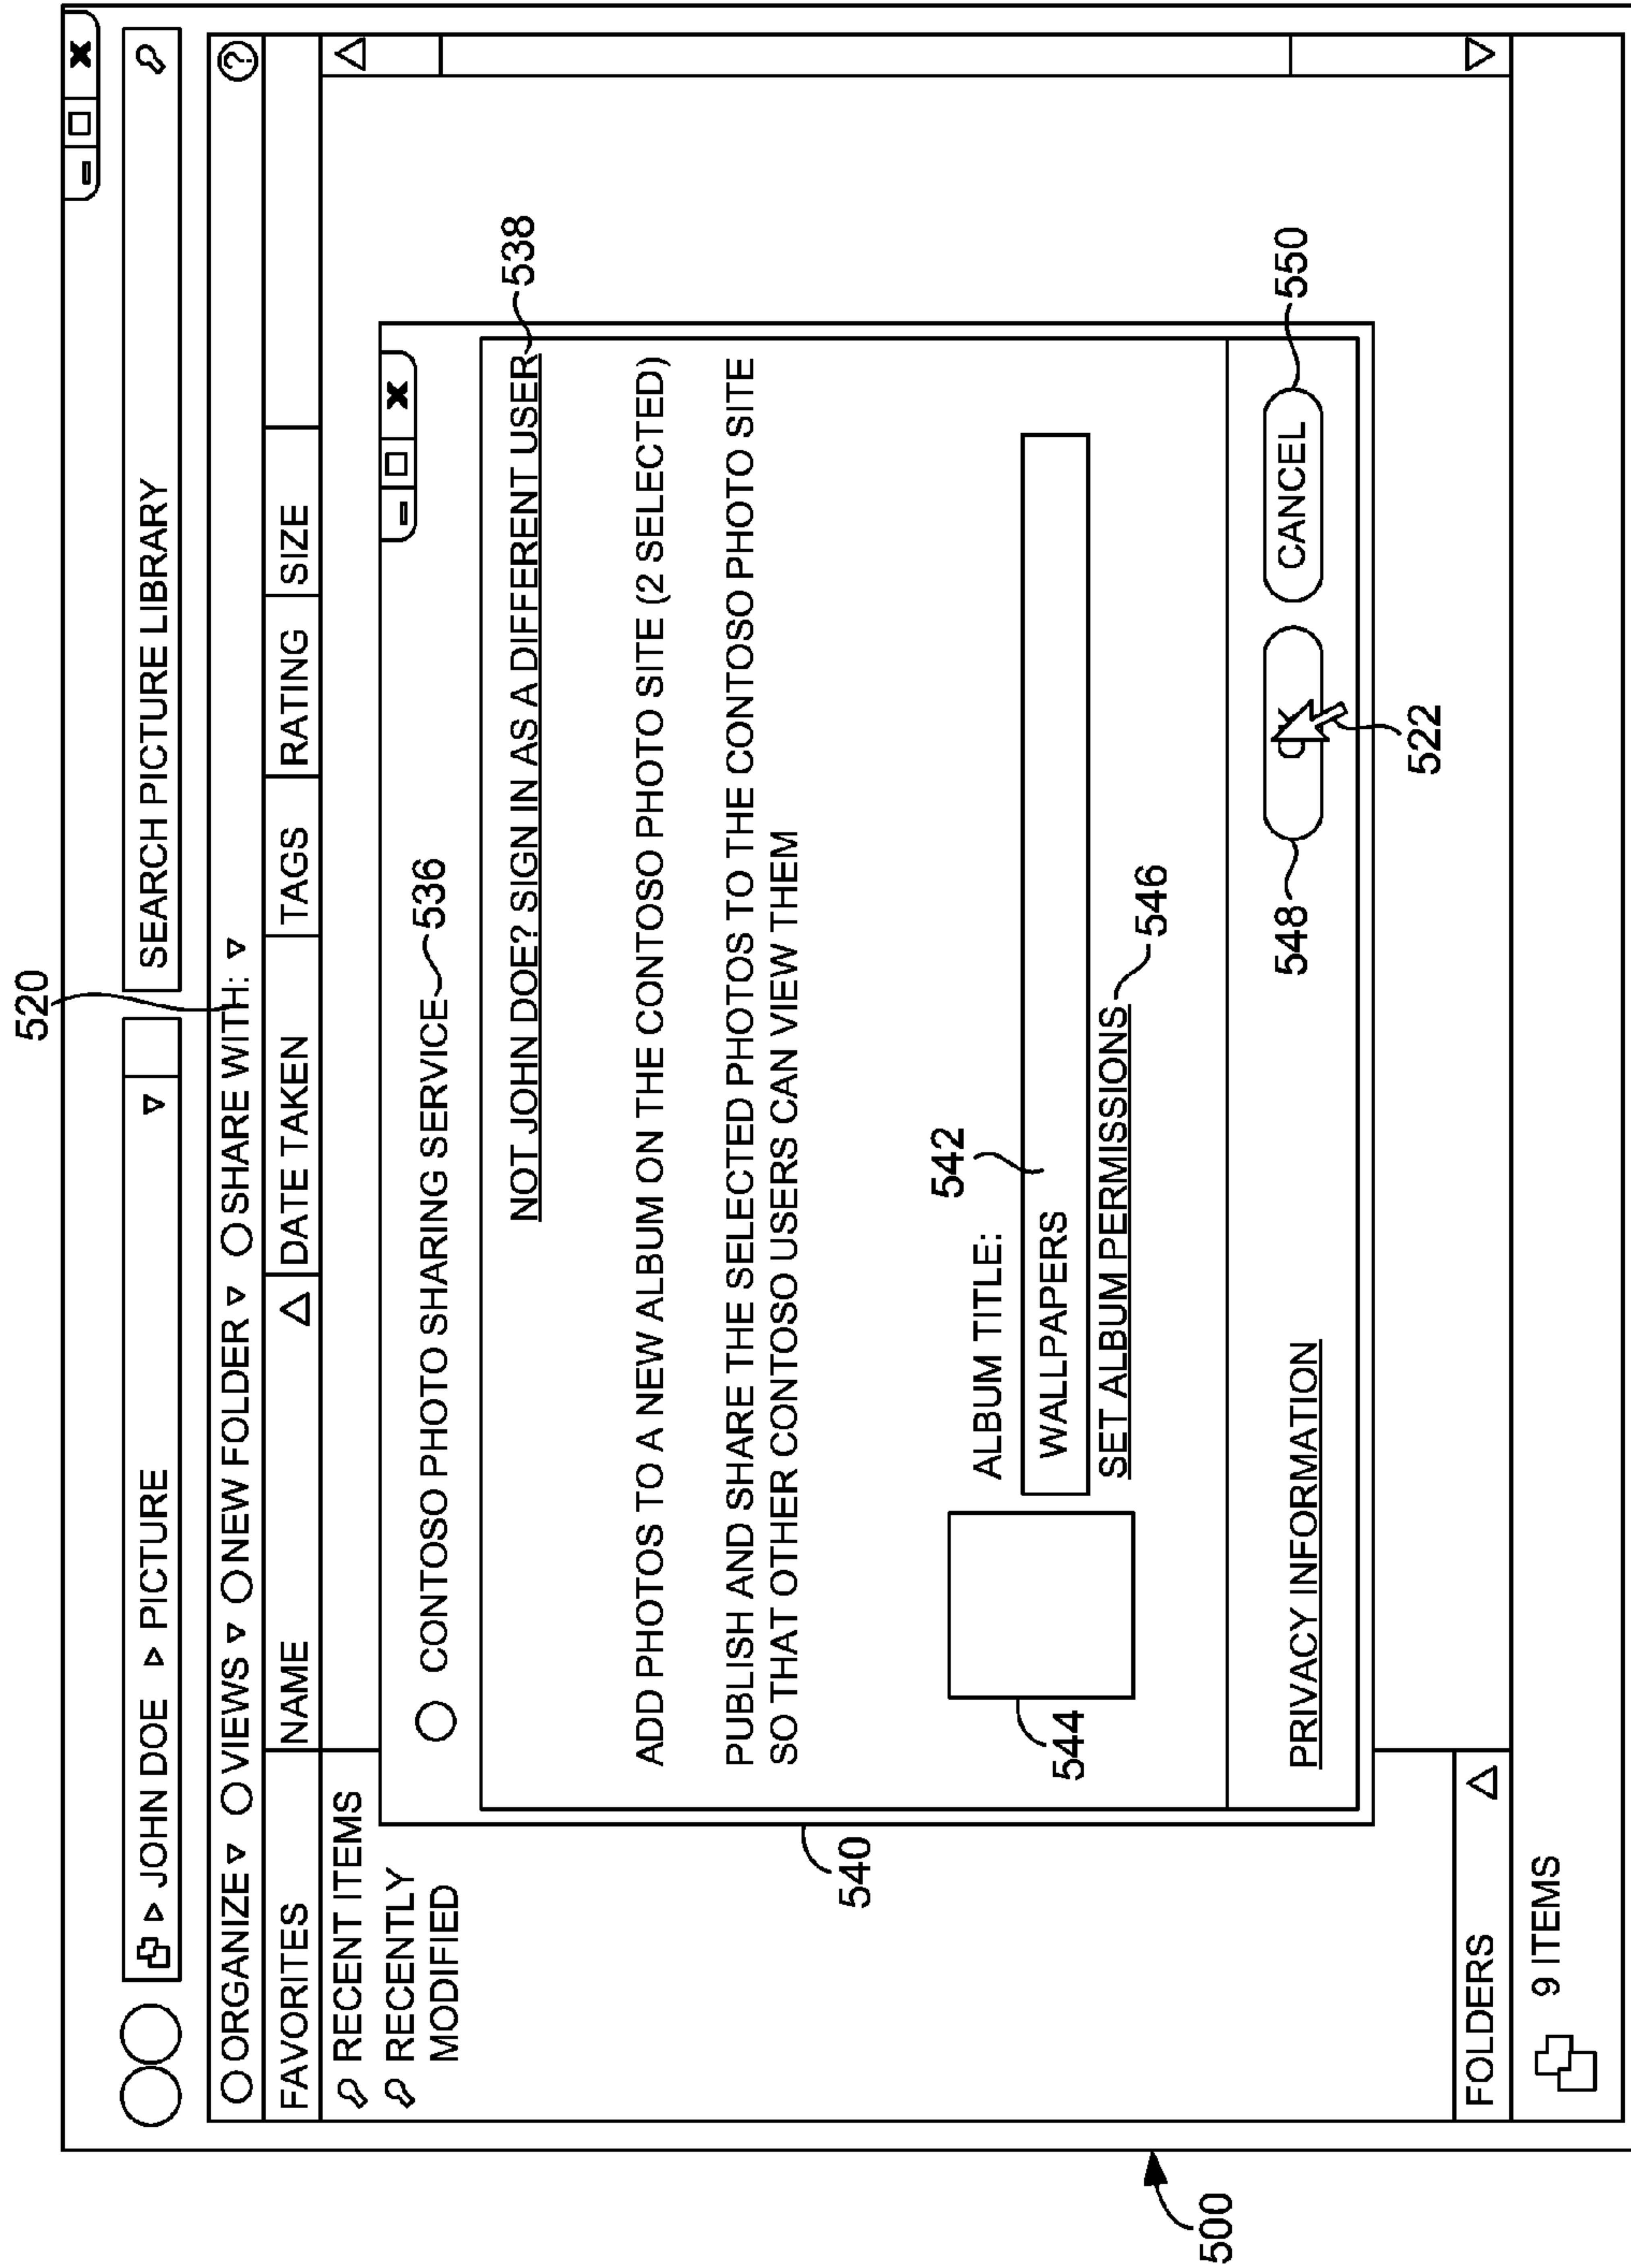 520
JOHN DOE PICTURE
SEARCH PICTURE LIBRARY
ORGANIZE VIEWS NEW FOLDER SHARE WITH: ?
FAVORITES NAME DATE TAKEN TAGS RATING SIZE
RECENT ITEMS
RECENTLY
MODIFIED
CONTOSO PHOTO SHARING SERVICE 536
NOT JOHN DOE? SIGN IN AS A DIFFERENT USER 538
ADD PHOTOS TO A NEW ALBUM ON THE CONTOSO PHOTO SITE (2 SELECTED)
PUBLISH AND SHARE THE SELECTED PHOTOS TO THE CONTOSO PHOTO SITE
SO THAT OTHER CONTOSO USERS CAN VIEW THEM
540
542
ALBUM TITLE:
WALLPAPERS
544
SET ALBUM PERMISSIONS 546
PRIVACY INFORMATION
548
CANCEL 550
522
FOLDERS
9 ITEMS
500